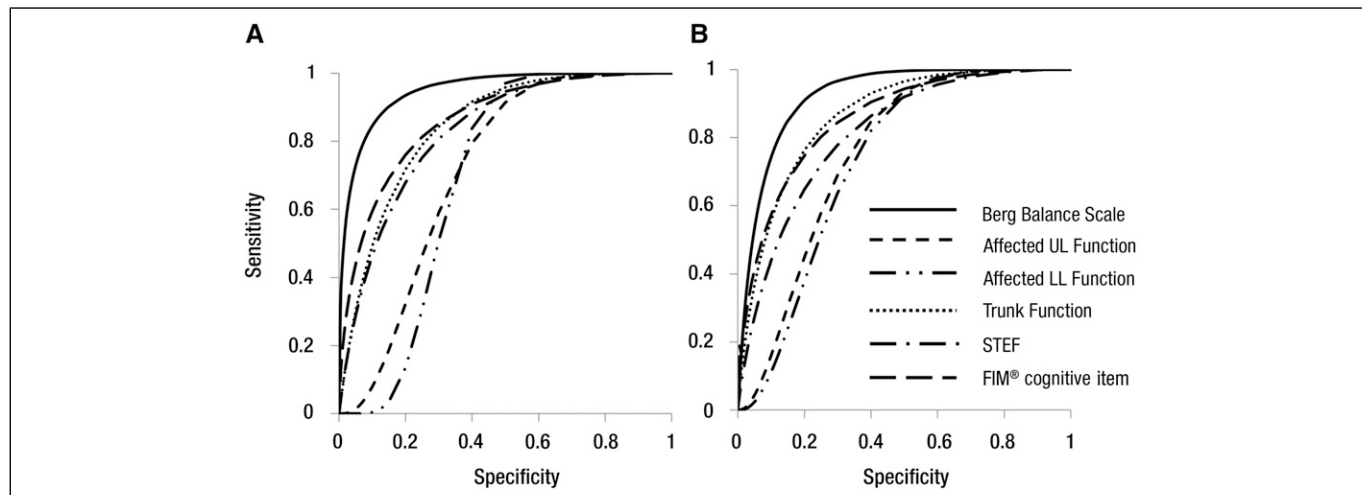 A
1
0.8
0.6
0.4
0.2
0
Sensitivity
0 0.2 0.4 0.6 0.8 1
Specificity
B
1
0.8
0.6
0.4
0.2
0
0 0.2 0.4 0.6 0.8 1
Specificity
Berg Balance Scale
Affected UL Function
Affected LL Function
Trunk Function
STEF
FIM® cognitive item